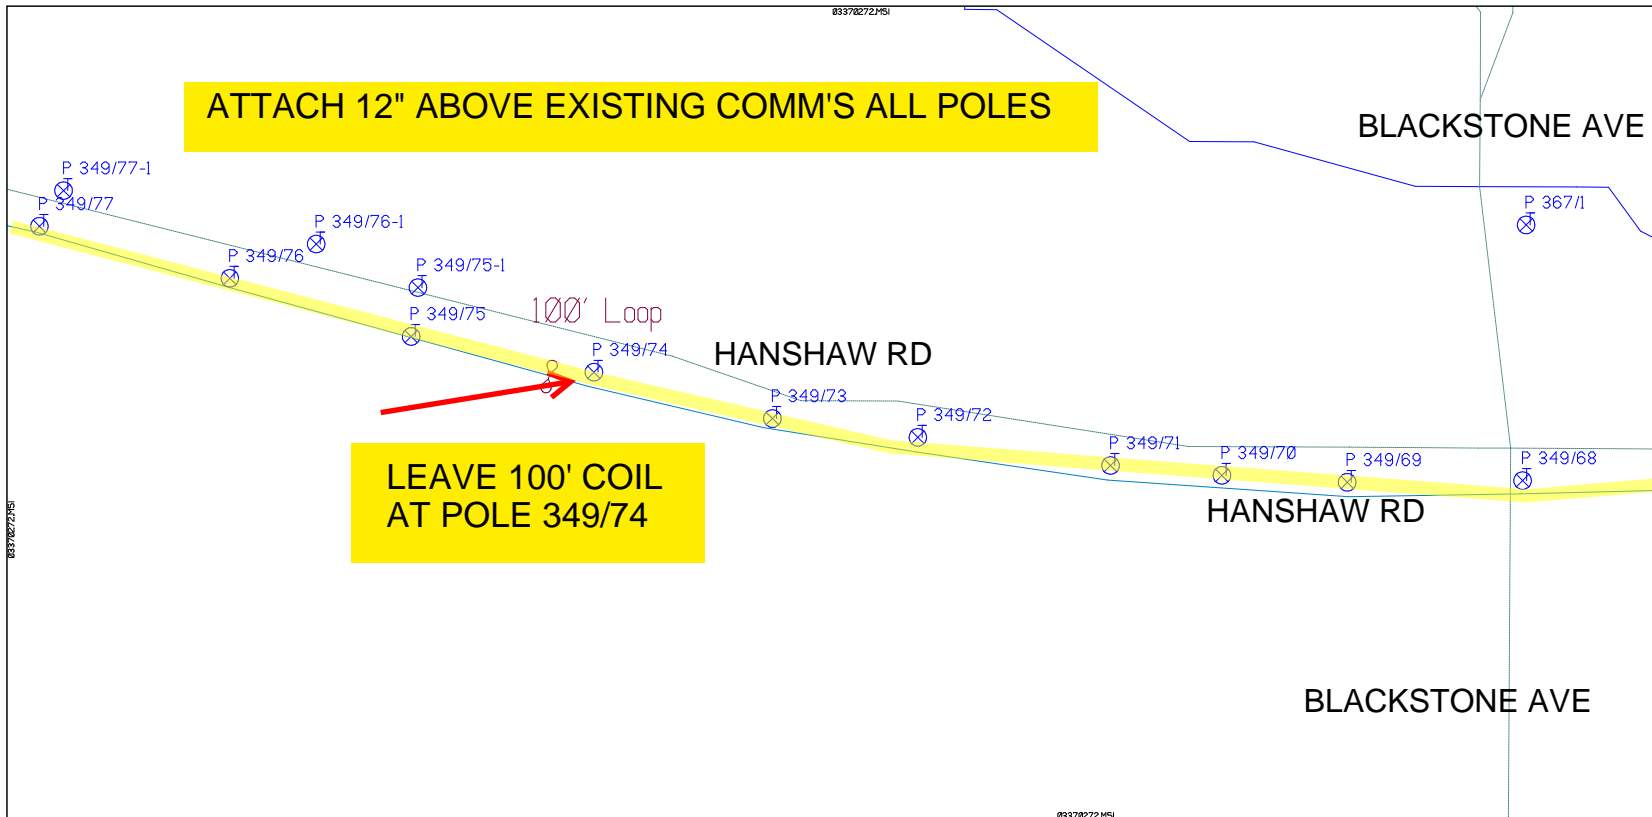 03370272.MSI
ATTACH 12" ABOVE EXISTING COMM'S ALL POLES
BLACKSTONE AVE
P 349/77-1
P 349/77
P 367/1
P 349/76-1
P 349/76
P 349/75-1
P 349/75
100' Loop
P 349/74
HANSHAW RD
P 349/73
P 349/72
P 349/71
P 349/70
P 349/69
P 349/68
LEAVE 100' COIL
AT POLE 349/74
HANSHAW RD
03370272.MSI
BLACKSTONE AVE
03370272.MSI